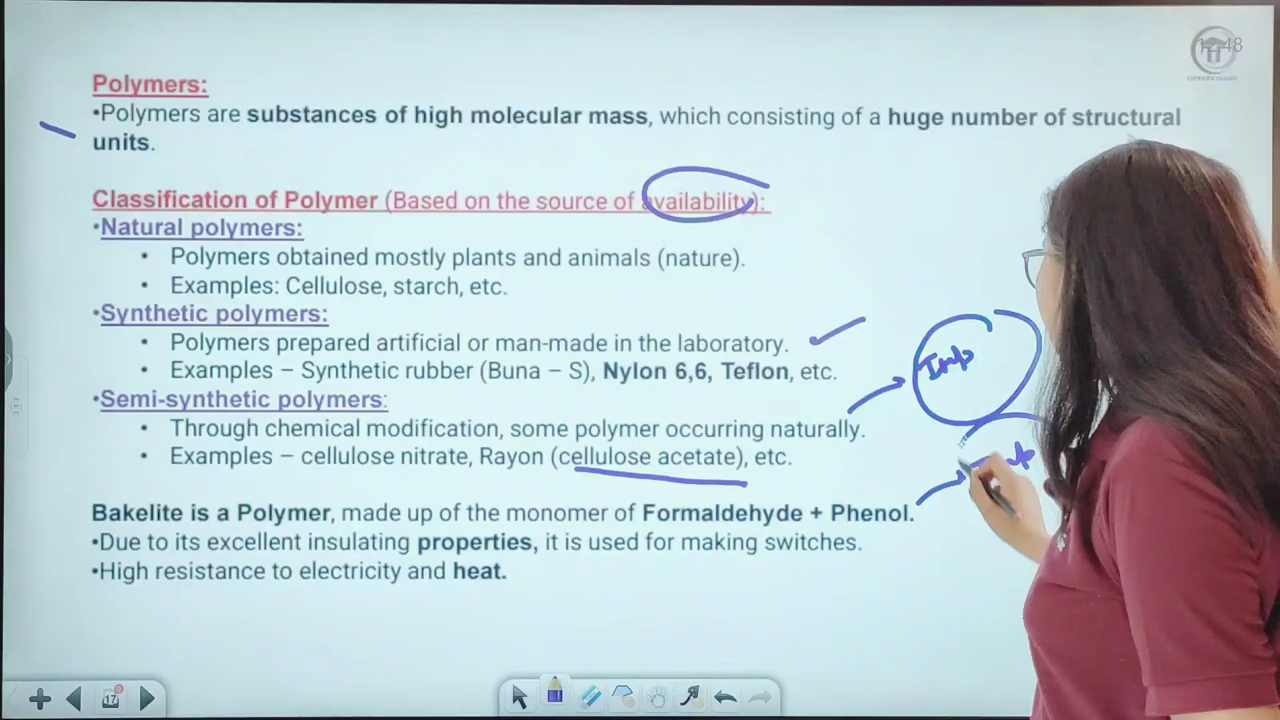 Polymers:
•Polymers are substances of high molecular mass, which consisting of a huge number of structural
units.
Classification of Polymer (Based on the source of availability):
•Natural polymers:
• Polymers obtained mostly plants and animals (nature).
• Examples: Cellulose, starch, etc.
•Synthetic polymers:
• Polymers prepared artificial or man-made in the laboratory.
• Examples – Synthetic rubber (Buna – S), Nylon 6,6, Teflon, etc.
Imp
•Semi-synthetic polymers:
• Through chemical modification, some polymer occurring naturally.
• Examples – cellulose nitrate, Rayon (cellulose acetate), etc.
Bakelite is a Polymer, made up of the monomer of Formaldehyde + Phenol.
•Due to its excellent insulating properties, it is used for making switches.
•High resistance to electricity and heat.
17